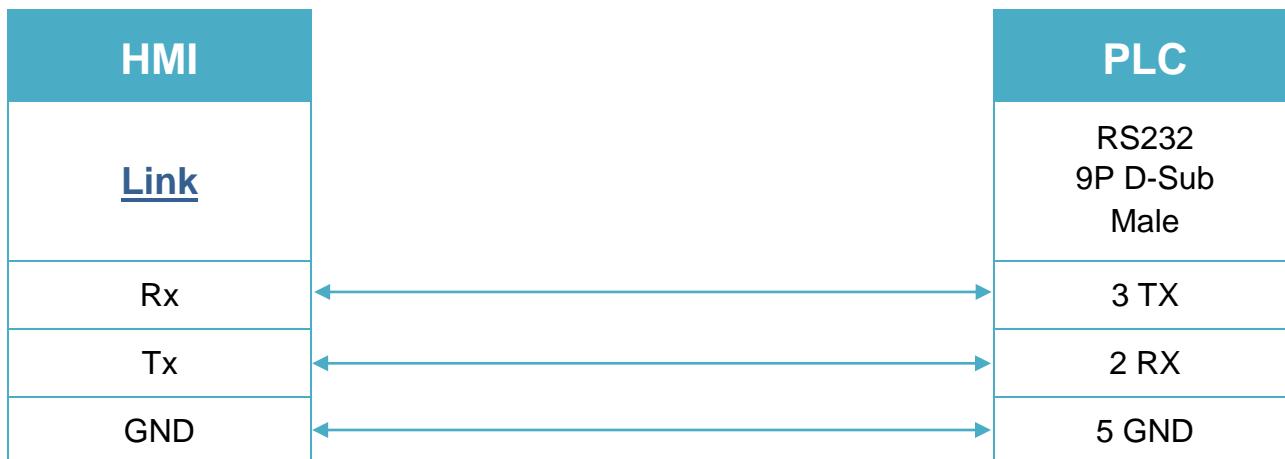 HMI
PLC
Link
RS232
9P D-Sub
Male
Rx
3 TX
Tx
2 RX
GND
5 GND